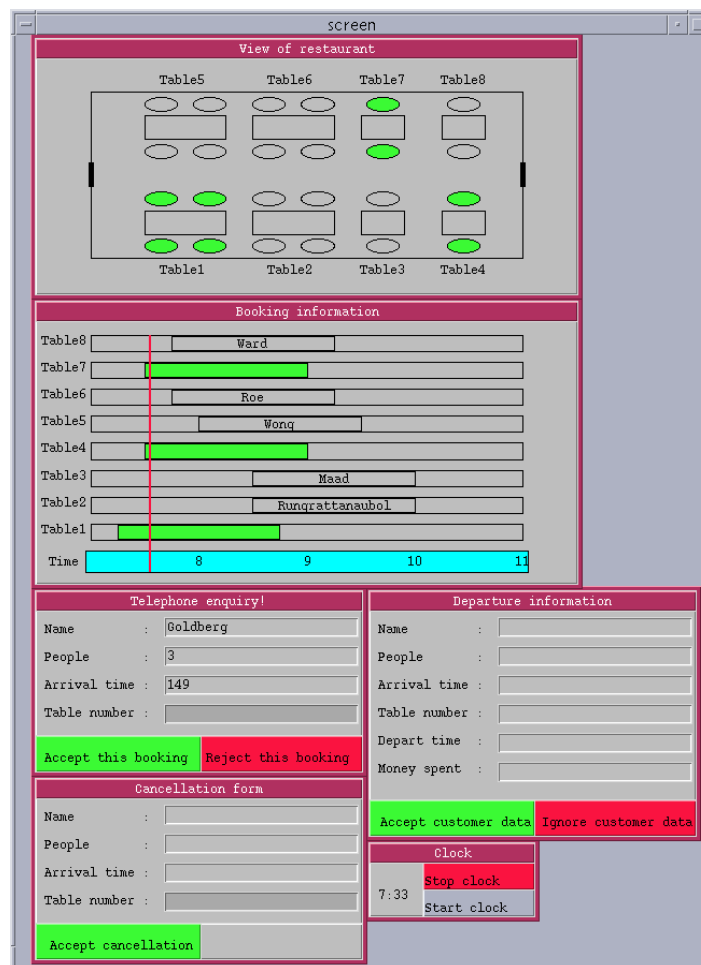 screen
View of restaurant
Table5 Table6 Table7 Table8
Table1 Table2 Table3 Table4
Booking information
Table8 Ward
Table7
Table6 Roe
Table5 Wong
Table4
Table3 Maad
Table2 Rungrattanaubol
Table1
Time 8 9 10 11
Telephone enquiry!
Name : Goldberg
People : 3
Arrival time : 149
Table number :
Accept this booking Reject this booking
Departure information
Name :
People :
Arrival time :
Table number :
Depart time :
Money spent :
Accept customer data Ignore customer data
Cancellation form
Name :
People :
Arrival time :
Table number :
Accept cancellation
Clock
7:33
Stop clock
Start clock